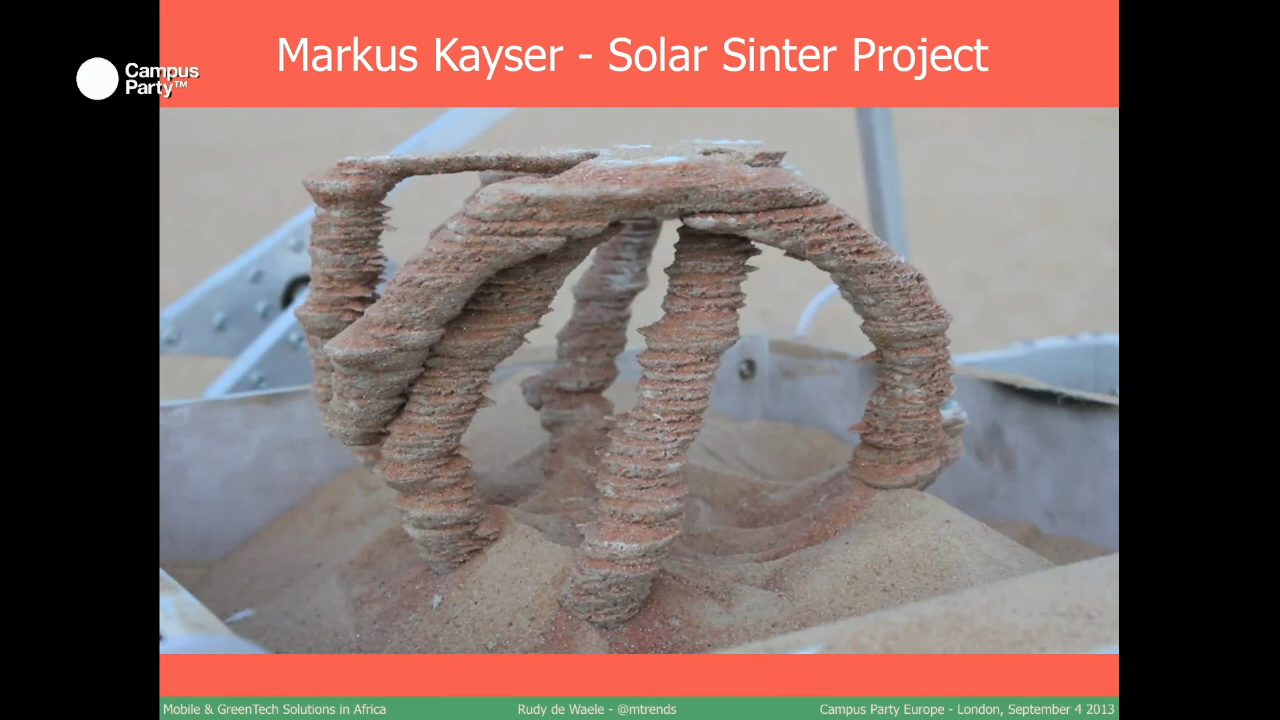 Markus Kayser - Solar Sinter Project
Campus
Party™
Mobile & GreenTech Solutions in Africa
Rudy de Waele - @mtrends
Campus Party Europe - London, September 4 2013